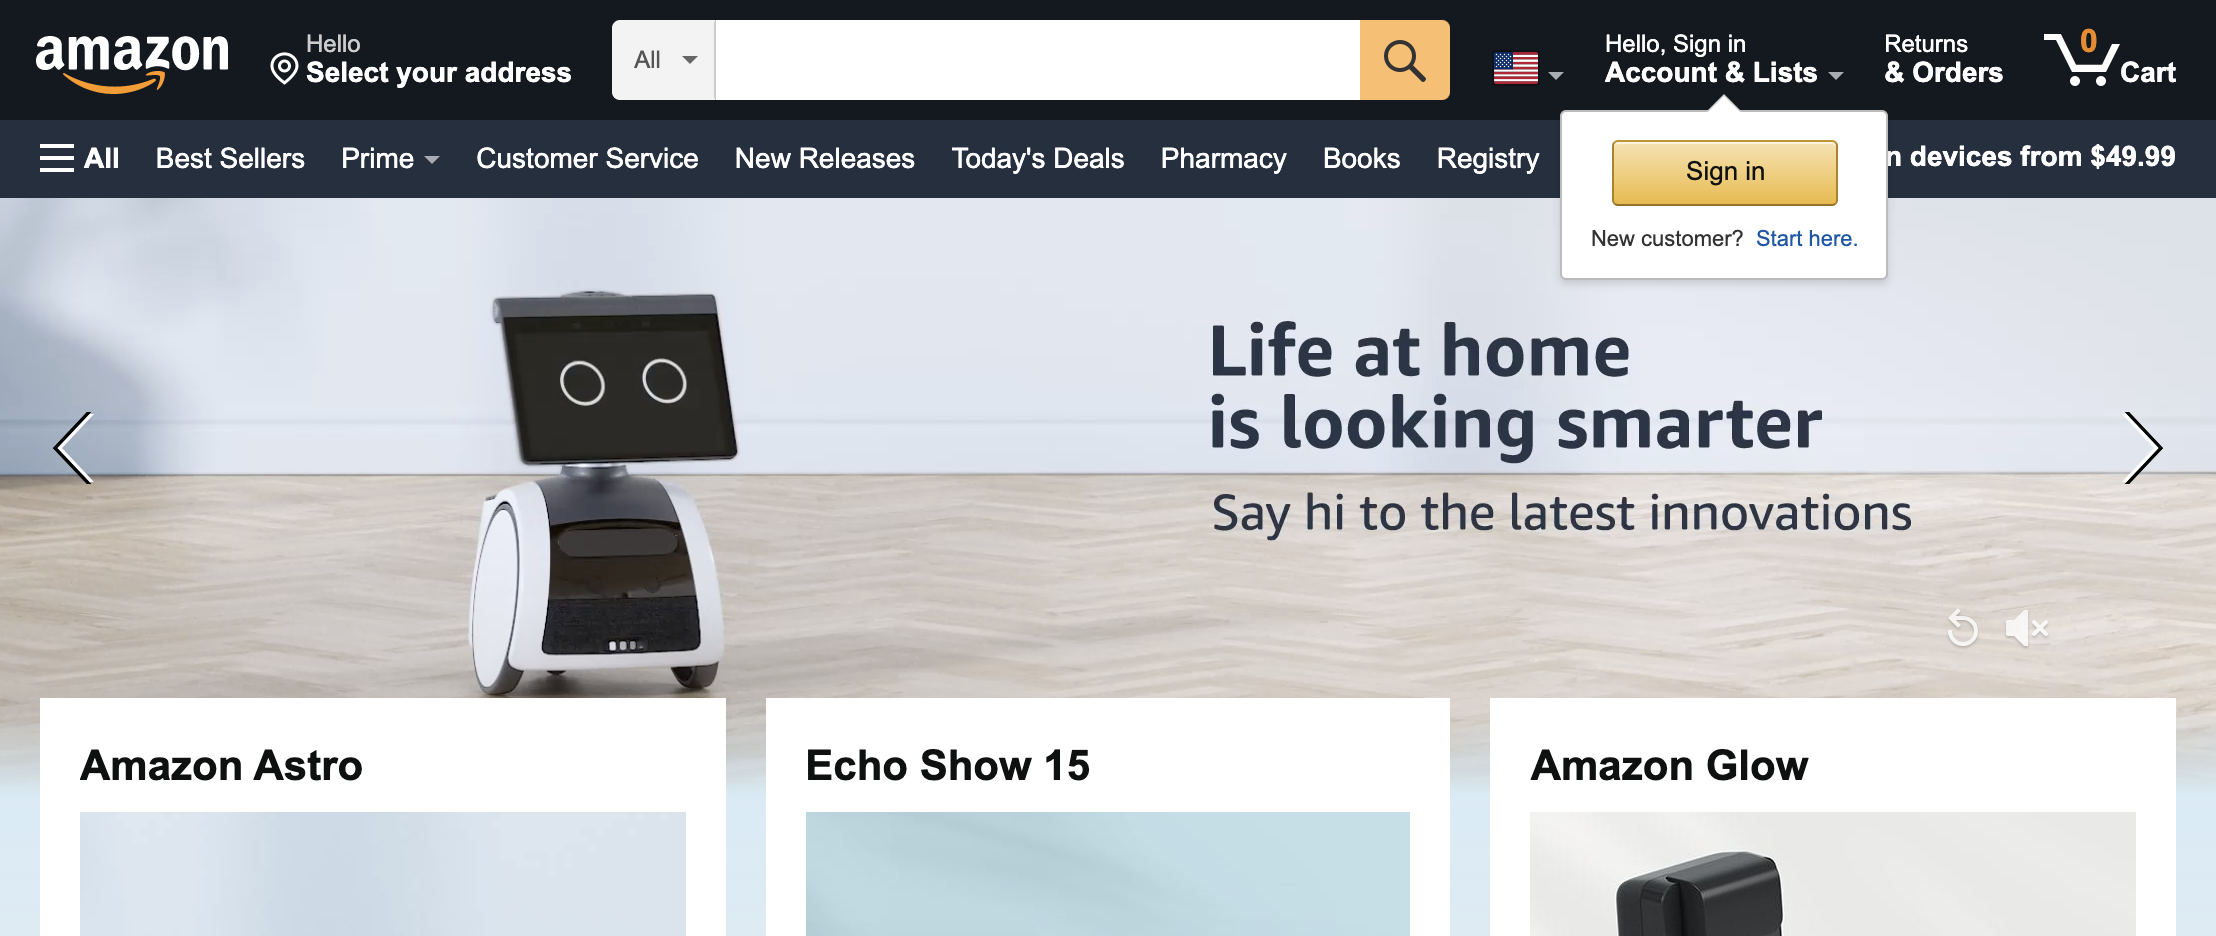 amazon
Hello
Select your address
All
Hello, Sign in
Account & Lists
Returns
& Orders
0
Cart
All
Best Sellers
Prime
Customer Service
New Releases
Today's Deals
Pharmacy
Books
Registry
n devices from $49.99
Sign in
New customer? Start here.
Life at home
is looking smarter
Say hi to the latest innovations
Amazon Astro
Echo Show 15
Amazon Glow